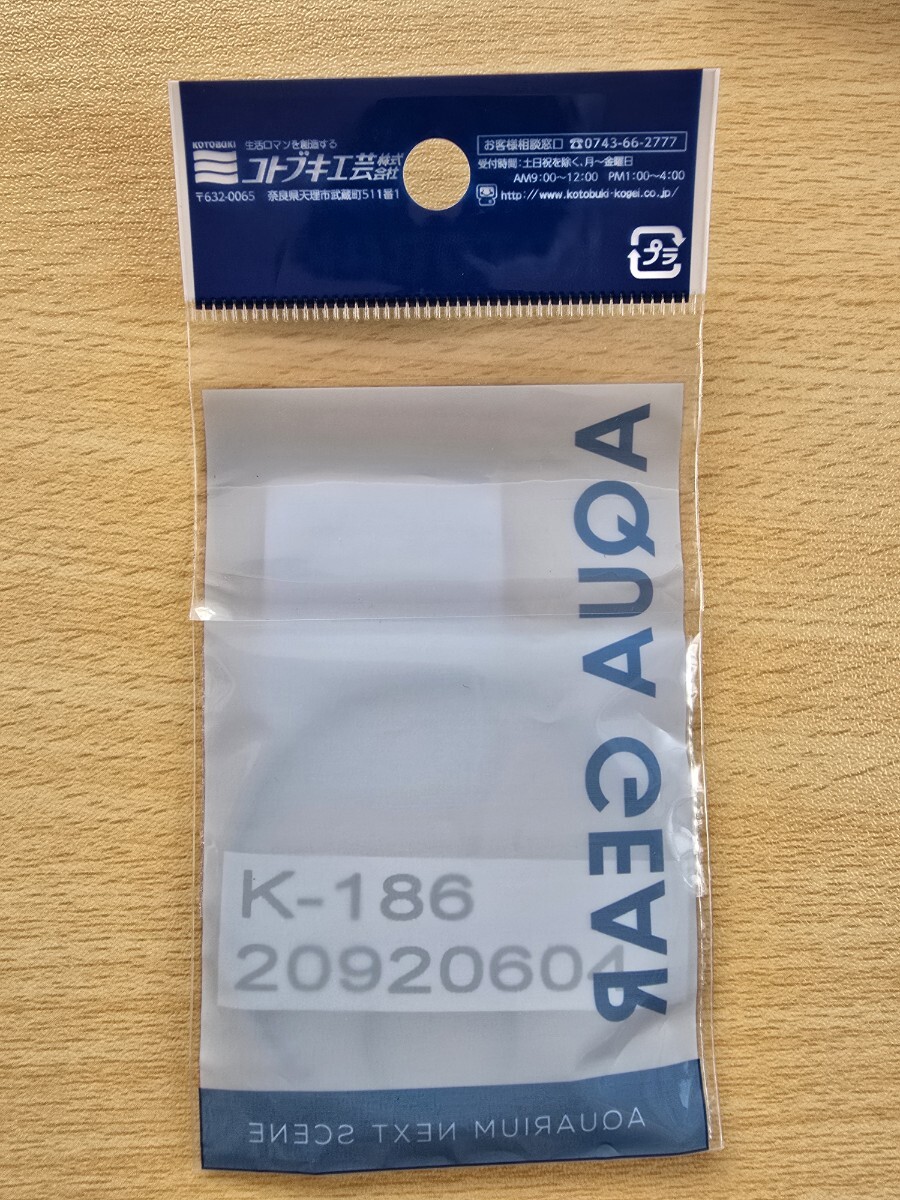 KOTOBUKI
生活ロマンを創造する
コトブキ工芸株式会社
〒632-0065 奈良県天理市武蔵町511番1
お客様相談窓口 ☎0743-66-2777
受付時間:土日祝を除く、月〜金曜日
AM9:00〜12:00 PM1:00〜4:00
http://www.kotobuki-kogei.co.jp/
プラ
AQUA GEAR
K-186
20920604
AQUARIUM NEXT SCENE